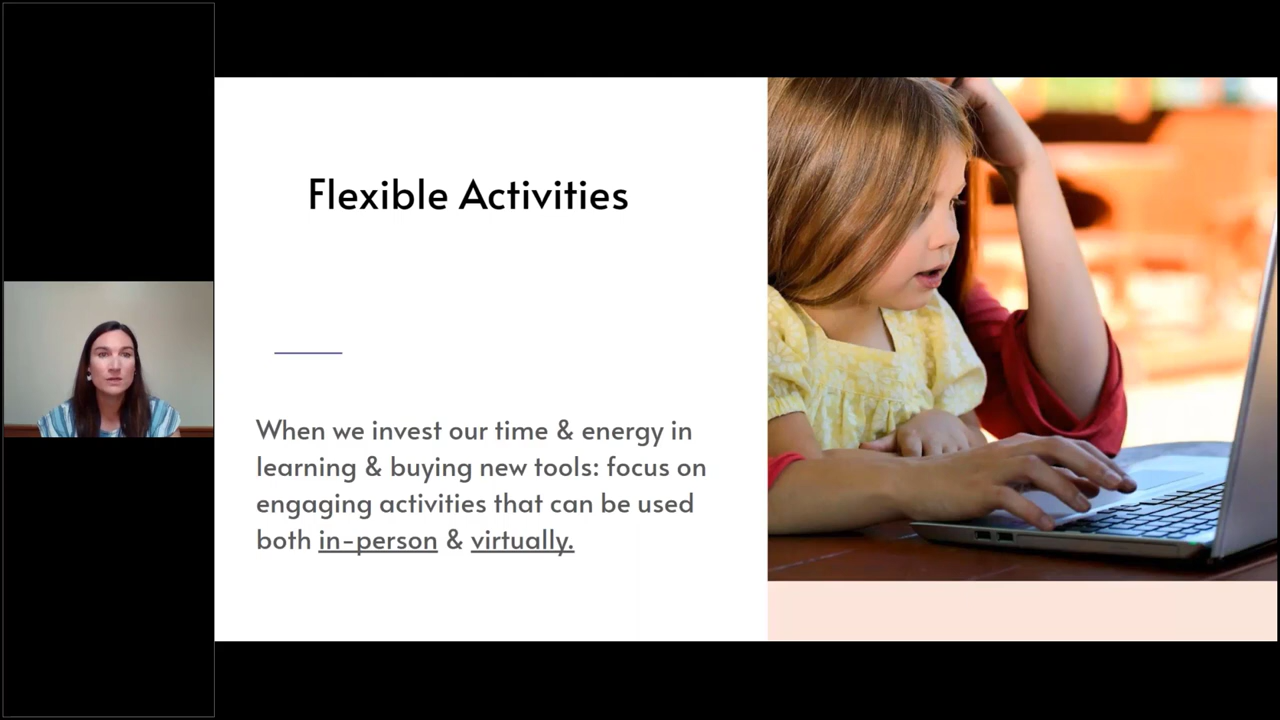 Flexible Activities
When we invest our time & energy in
learning & buying new tools: focus on
engaging activities that can be used
both in-person & virtually.